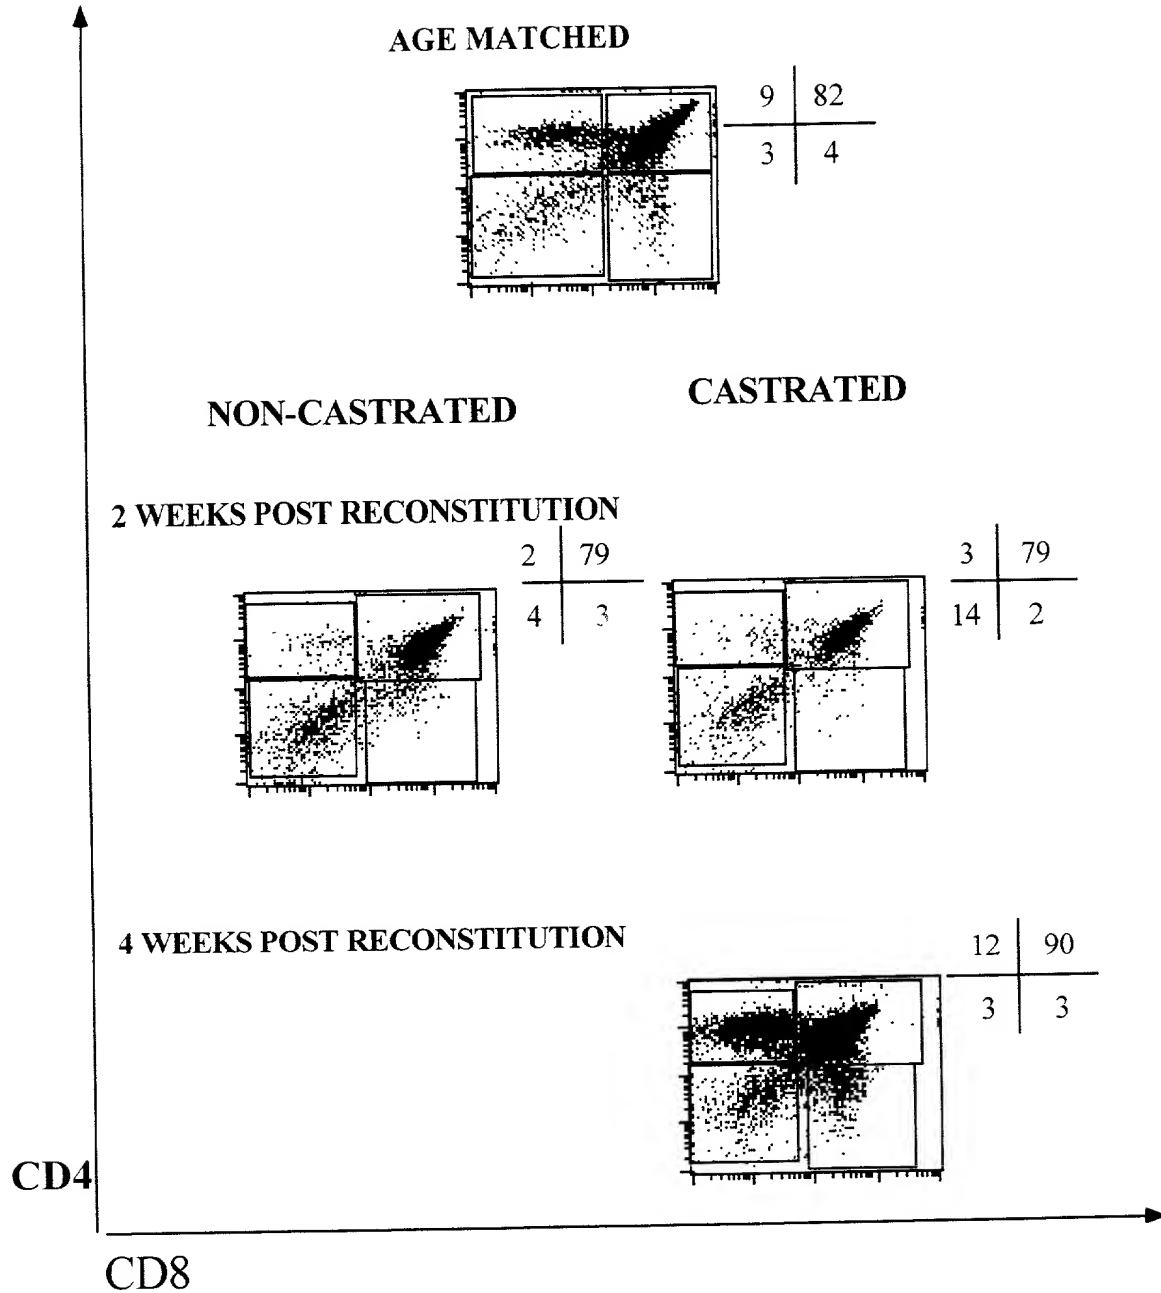 AGE MATCHED
9 82
3 4
NON-CASTRATED
CASTRATED
2 WEEKS POST RECONSTITUTION
2 79
4 3
3 79
14 2
4 WEEKS POST RECONSTITUTION
12 90
3 3
CD4
CD8